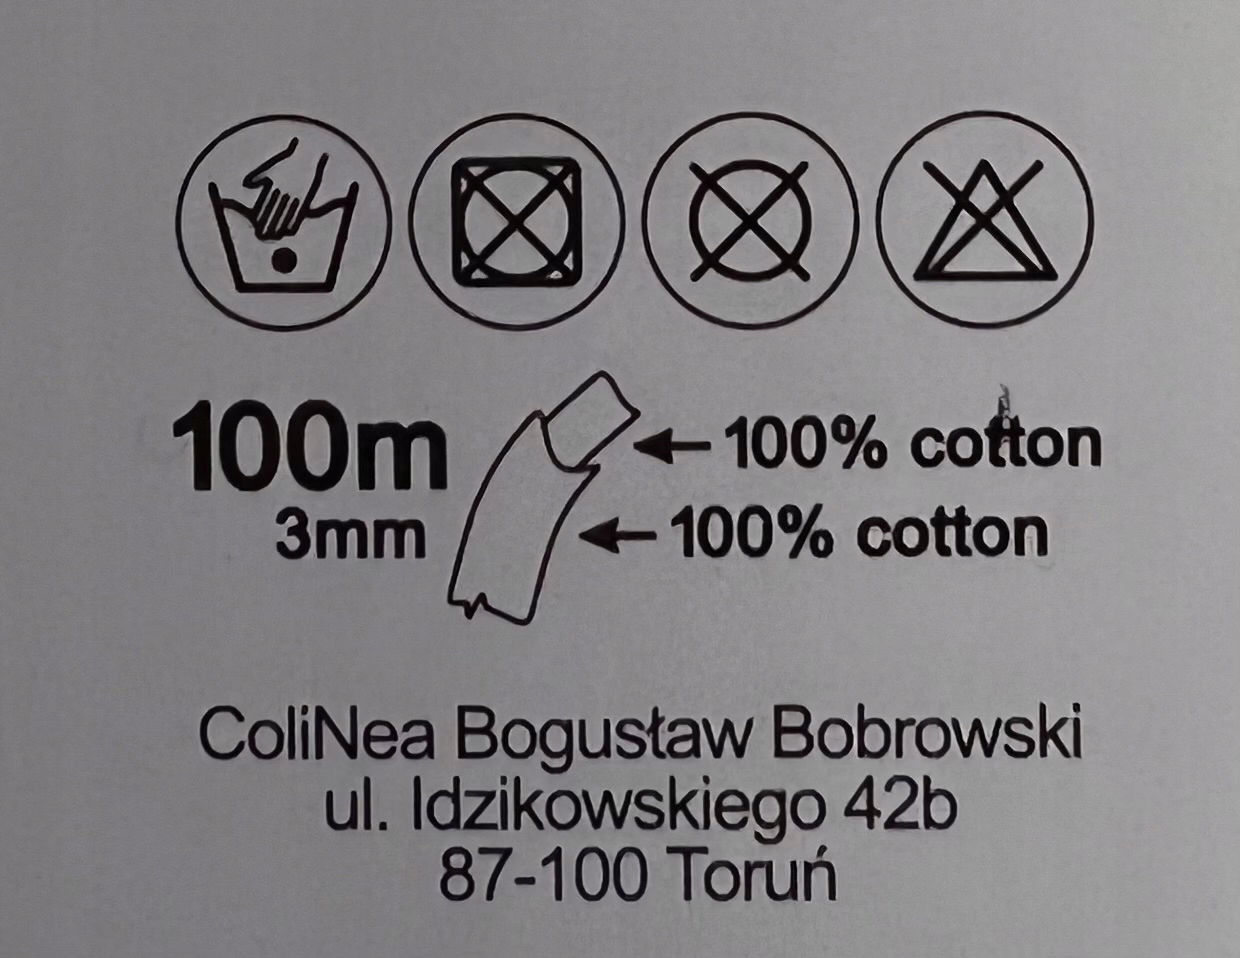 100m
100% cotton
3mm
100% cotton
ColiNea Bogusław Bobrowski
ul. Idzikowskiego 42b
87-100 Toruń